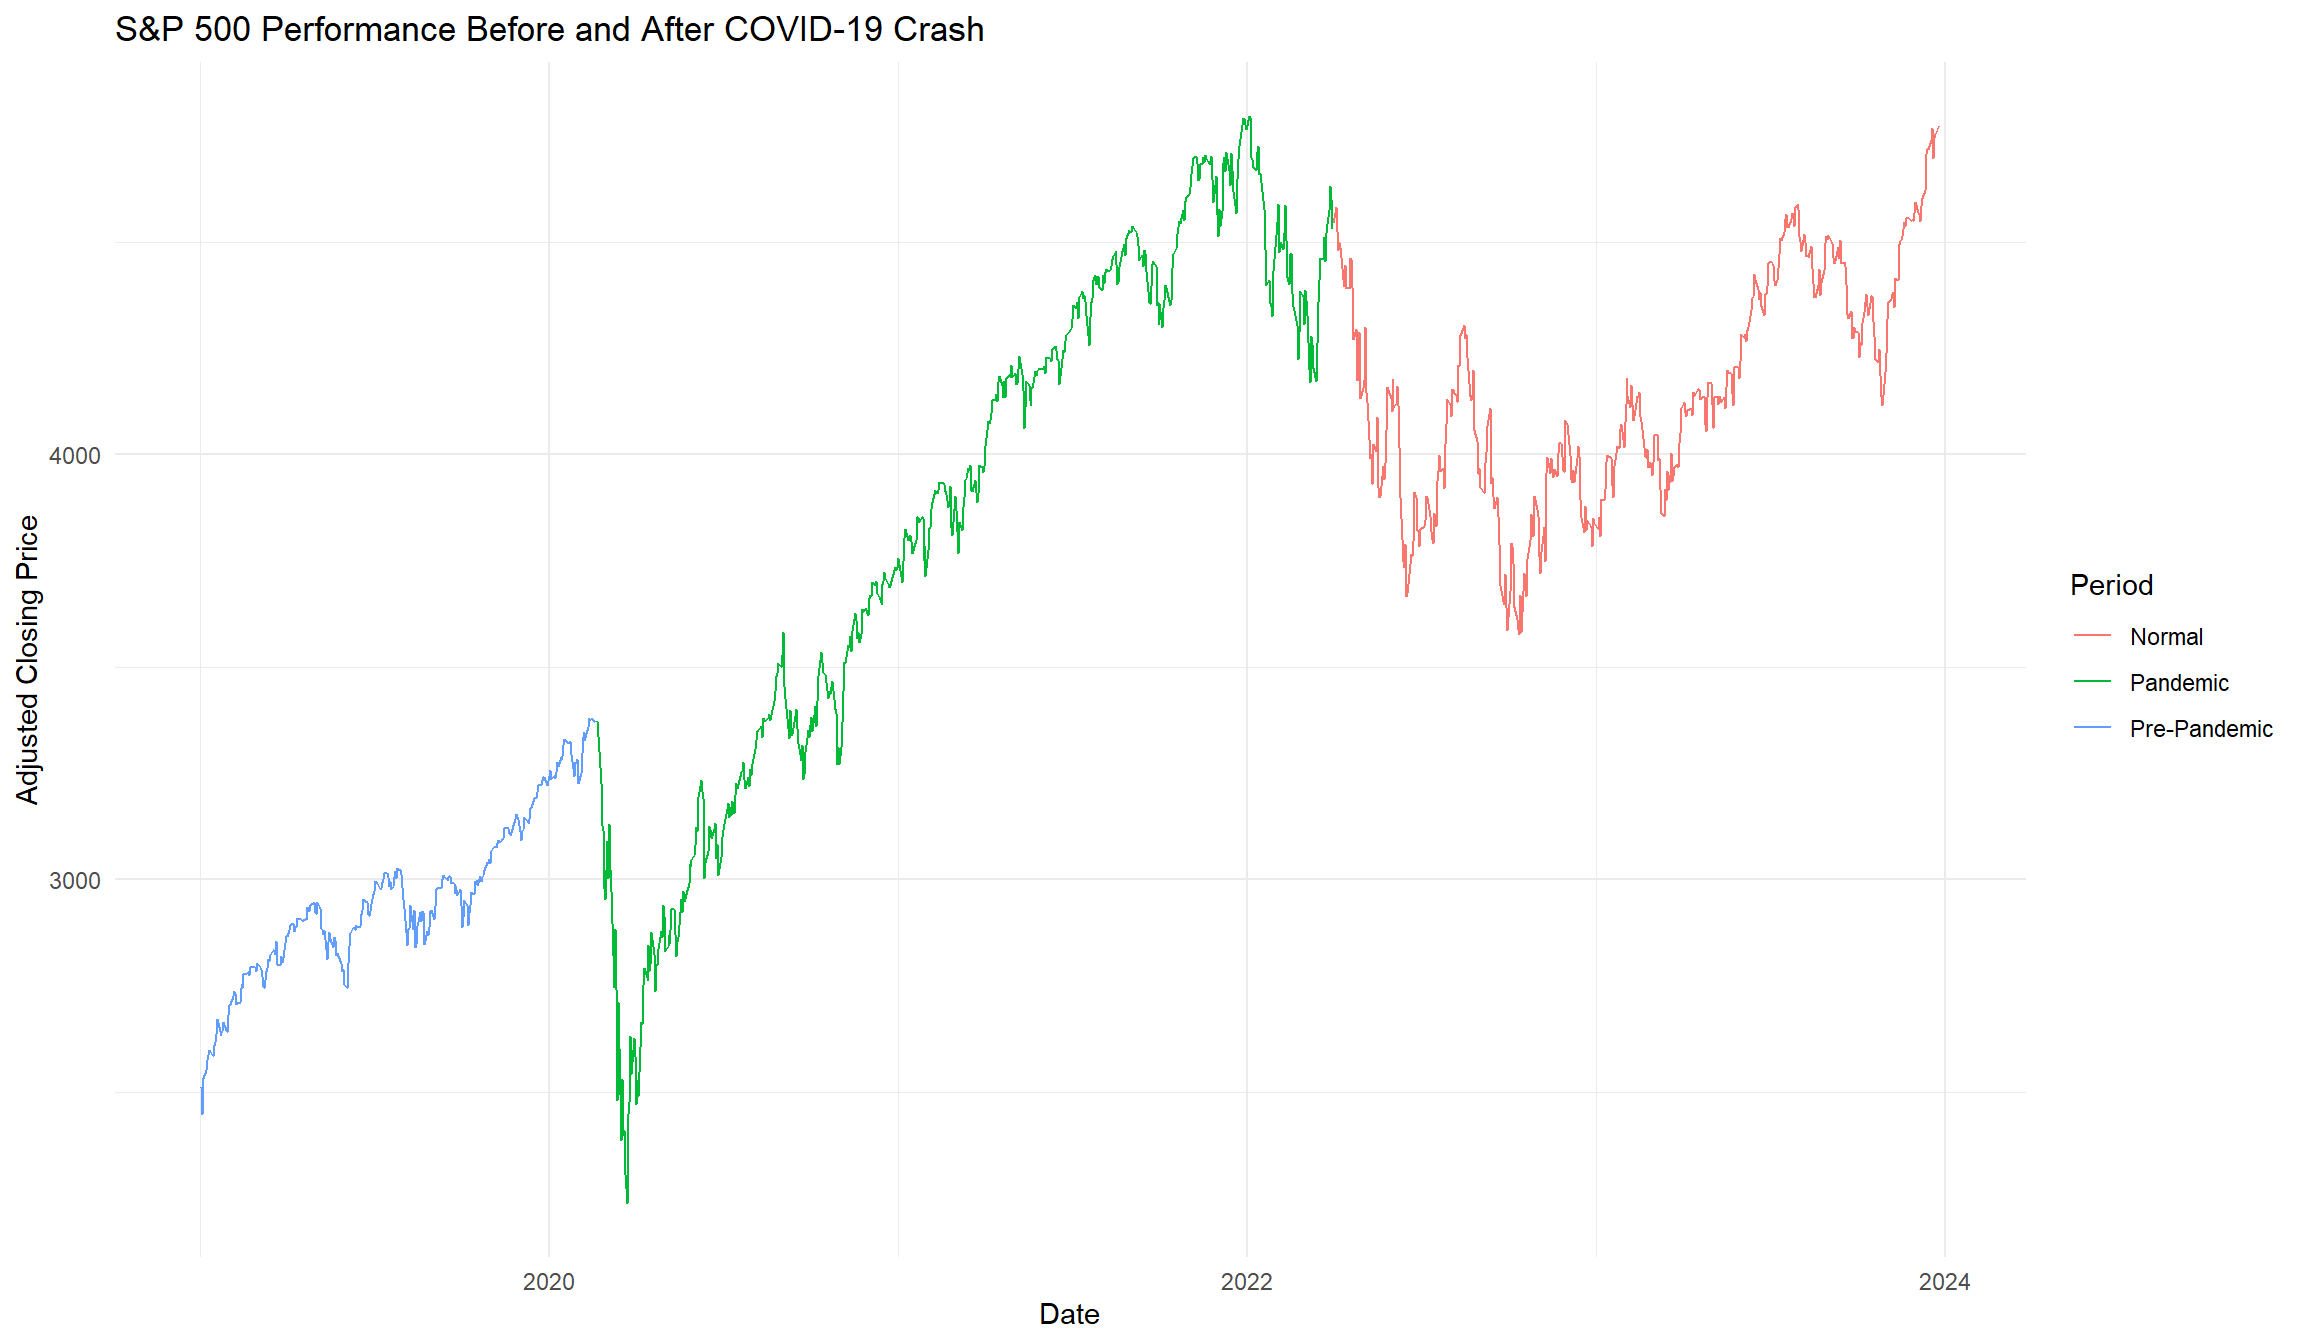 S&P 500 Performance Before and After COVID-19 Crash
Adjusted Closing Price
4000
3000
2020
2022
2024
Date
Period
Normal
Pandemic
Pre-Pandemic